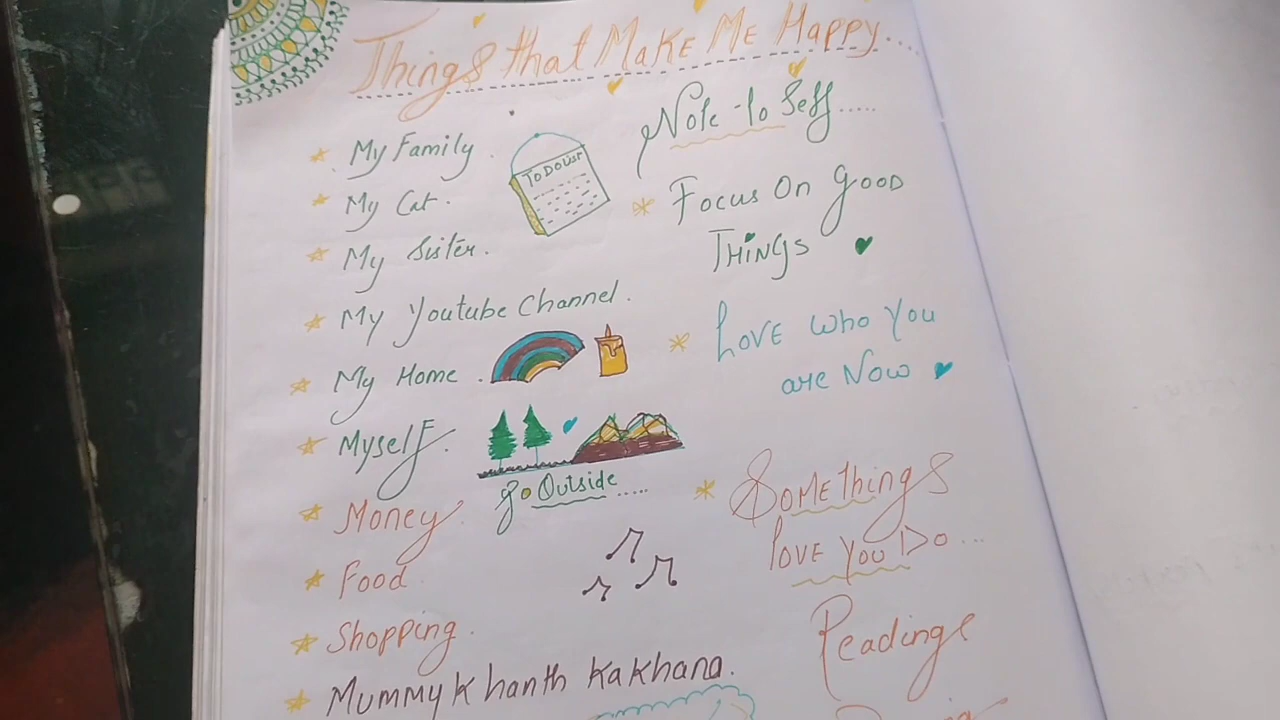 Things that Make Me Happy....
My Family.
My Cat.
My Sister.
My Youtube Channel.
My Home.
Myself.
Money
Food
Shopping.
Mummy K hanth Ka Khana.
TO DO LIST
go Outside.....
Note to Self.....
Focus On Good
THINGS
LOVE who You
are Now
Somethings
love you Do...
Reading